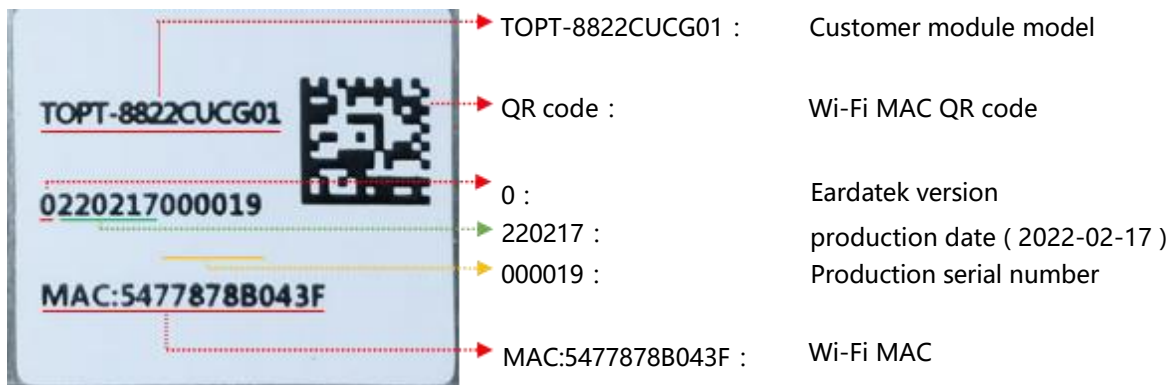 TOPT-8822CUCG01 : Customer module model
TOPT-8822CUCG01
QR code : Wi-Fi MAC QR code
0220217000019
0 : Eardatek version
220217 : production date ( 2022-02-17 )
000019 : Production serial number
MAC:5477878B043F
MAC:5477878B043F : Wi-Fi MAC